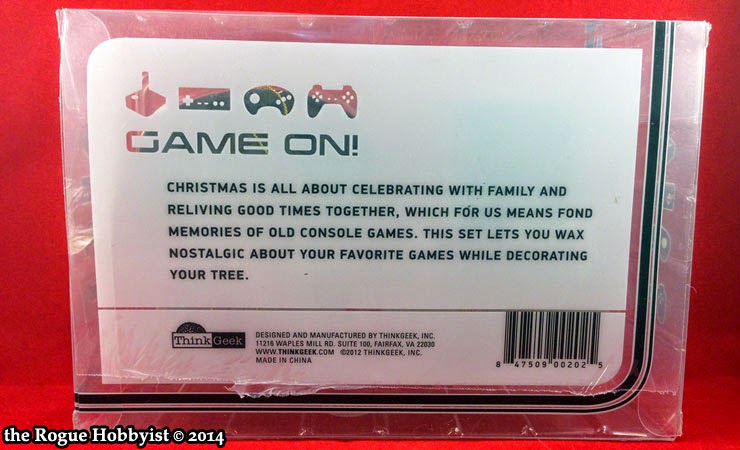 GAME ON!
CHRISTMAS IS ALL ABOUT CELEBRATING WITH FAMILY AND
RELIVING GOOD TIMES TOGETHER, WHICH FOR US MEANS FOND
MEMORIES OF OLD CONSOLE GAMES. THIS SET LETS YOU WAX
NOSTALGIC ABOUT YOUR FAVORITE GAMES WHILE DECORATING
YOUR TREE.
ThinkGeek
DESIGNED AND MANUFACTURED BY THINKGEEK, INC.
11216 WAPLES MILL RD. SUITE 100, FAIRFAX, VA 22030
WWW.THINKGEEK.COM ©2012 THINKGEEK, INC.
MADE IN CHINA
8 47509 00202 5
the Rogue Hobbyist © 2014